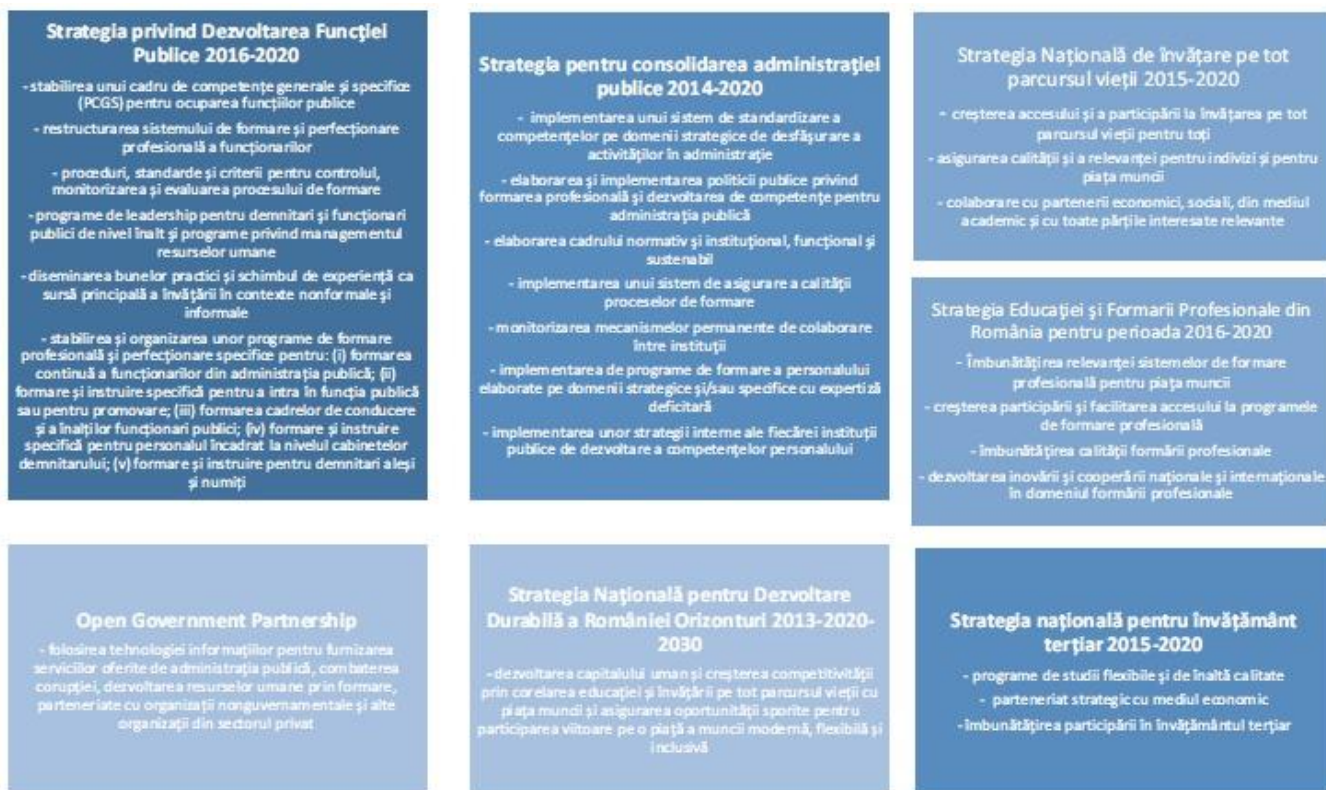 Strategia privind Dezvoltarea Funcției
Publice 2016-2020
- stabilirea unui cadru de competențe generale și specifice
(PCGS) pentru ocuparea funcțiilor publice
- restructurarea sistemului de formare și perfecționare
profesională a funcționarilor
- proceduri, standarde și criterii pentru controlul,
monitorizarea și evaluarea procesului de formare
- programe de leadership pentru demnitari și funcționari
publici de nivel înalt și programe privind managementul
resurselor umane
- diseminarea bunelor practici și schimbul de experiență ca
sursă principală a învățării în contexte nonformale și
informale
- stabilirea și organizarea unor programe de formare
profesională și perfecționare specifice pentru: (i) formarea
continuă a funcționarilor din administrația publică; (ii)
formare și instruire specifică pentru a intra în funcția publică
sau pentru promovare; (iii) formarea cadrelor de conducere
și a înalților funcționari publici; (iv) formare și instruire
specifică pentru personalul încadrat la nivelul cabinetelor
demnitarului; (v) formare și instruire pentru demnitari aleși
și numiți
Strategia pentru consolidarea administrației
publice 2014-2020
- implementarea unui sistem de standardizare a
competențelor pe domenii strategice de desfășurare a
activităților în administrație
- elaborarea și implementarea politicii publice privind
formarea profesională și dezvoltarea de competențe pentru
administrația publică
- elaborarea cadrului normativ și instituțional, funcțional și
sustenabil
- implementarea unui sistem de asigurare a calității
proceselor de formare
- monitorizarea mecanismelor permanente de colaborare
între instituții
- implementarea de programe de formare a personalului
elaborate pe domenii strategice și/sau specifice cu expertiză
deficitară
- implementarea unor strategii interne ale fiecărei instituții
publice de dezvoltare a competențelor personalului
Strategia Națională de învățare pe tot
parcursul vieții 2015-2020
- creșterea accesului și a participării la învățarea pe tot
parcursul vieții pentru toți
- asigurarea calității și a relevanței pentru indivizi și pentru
piața muncii
- colaborare cu partenerii economici, sociali, din mediul
academic și cu toate părțile interesate relevante
Strategia Educației și Formarii Profesionale din
România pentru perioada 2016-2020
- Îmbunătățirea relevanței sistemelor de formare
profesională pentru piața muncii
- creșterea participării și facilitarea accesului la programele
de formare profesională
- îmbunătățirea calității formării profesionale
- dezvoltarea inovării și cooperării naționale și internaționale
în domeniul formării profesionale
Open Government Partnership
- folosirea tehnologiei informațiilor pentru furnizarea
serviciilor oferite de administrația publică, combaterea
corupției, dezvoltarea resurselor umane prin formare,
parteneriate cu organizații nonguvernamentale și alte
organizații din sectorul privat
Strategia Națională pentru Dezvoltare
Durabilă a României Orizonturi 2013-2020-
2030
- dezvoltarea capitalului uman și creșterea competitivității
prin corelarea educației și învățării pe tot parcursul vieții cu
piața muncii și asigurarea oportunității sporite pentru
participarea viitoare pe o piață a muncii modernă, flexibilă și
inclusivă
Strategia națională pentru învățământ
terțiar 2015-2020
- programe de studii flexibile și de înaltă calitate
- parteneriat strategic cu mediul economic
- îmbunătățirea participării în învățământul terțiar